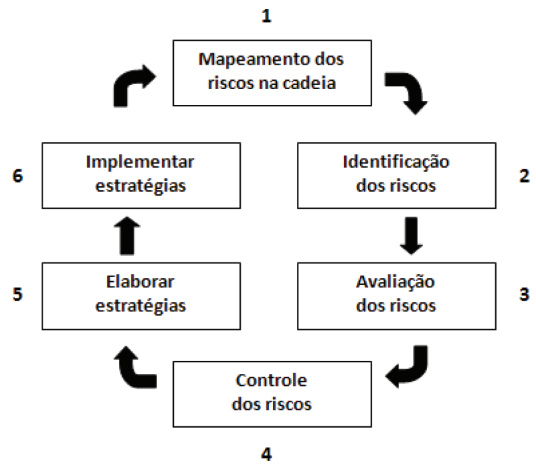 1
Mapeamento dos
riscos na cadeia
2
Identificação
dos riscos
3
Avaliação
dos riscos
Controle
dos riscos
4
5
Elaborar
estratégias
6
Implementar
estratégias